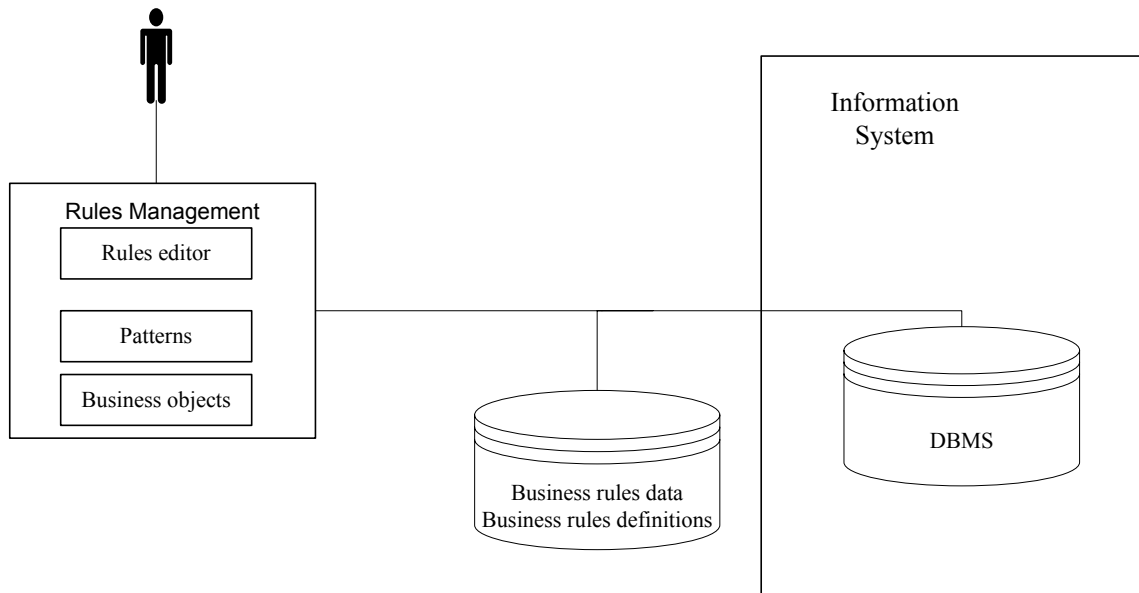 Information
System
Rules Management
Rules editor
Patterns
Business objects
DBMS
Business rules data
Business rules definitions